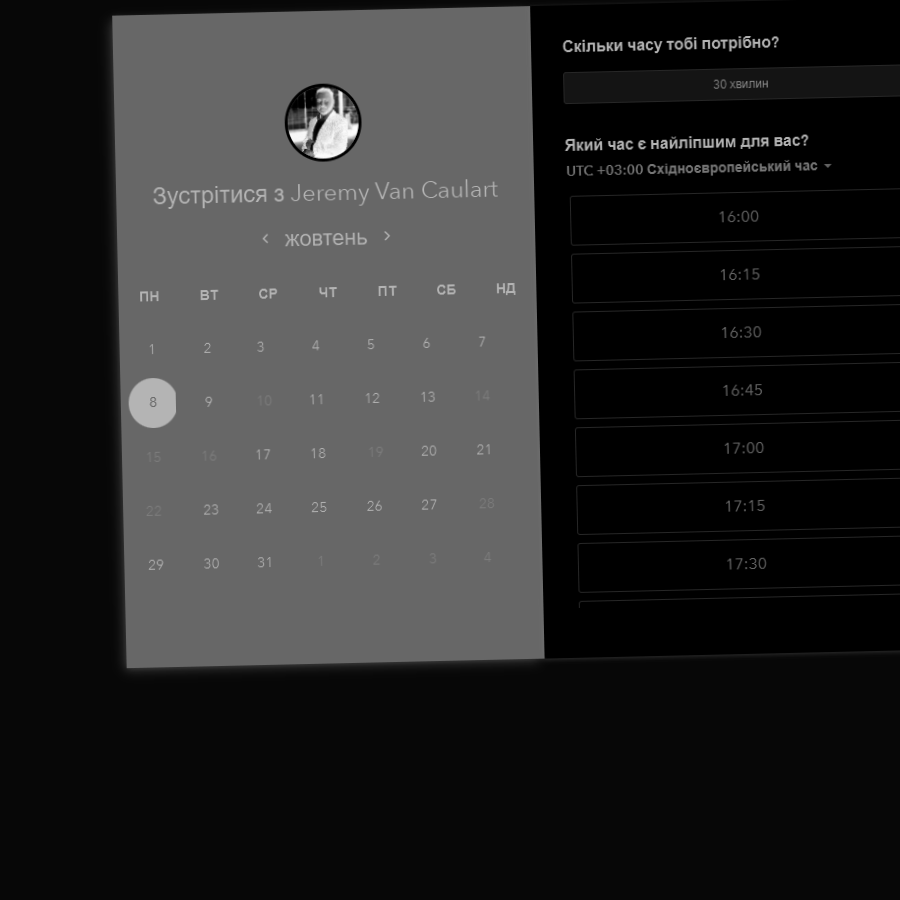 Зустрітися з Jeremy Van Caulart
жовтень
ПН ВТ СР ЧТ ПТ СБ НД
1 2 3 4 5 6 7
8 9 10 11 12 13 14
15 16 17 18 19 20 21
22 23 24 25 26 27 28
29 30 31 1 2 3 4
Скільки часу тобі потрібно?
30 хвилин
Який час є найліпшим для вас?
UTC +03:00 Східноєвропейський час
16:00
16:15
16:30
16:45
17:00
17:15
17:30